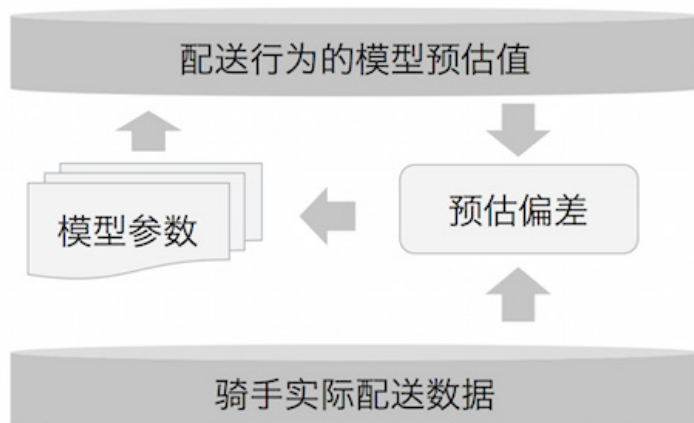 配送行为的模型预估值
模型参数
预估偏差
骑手实际配送数据